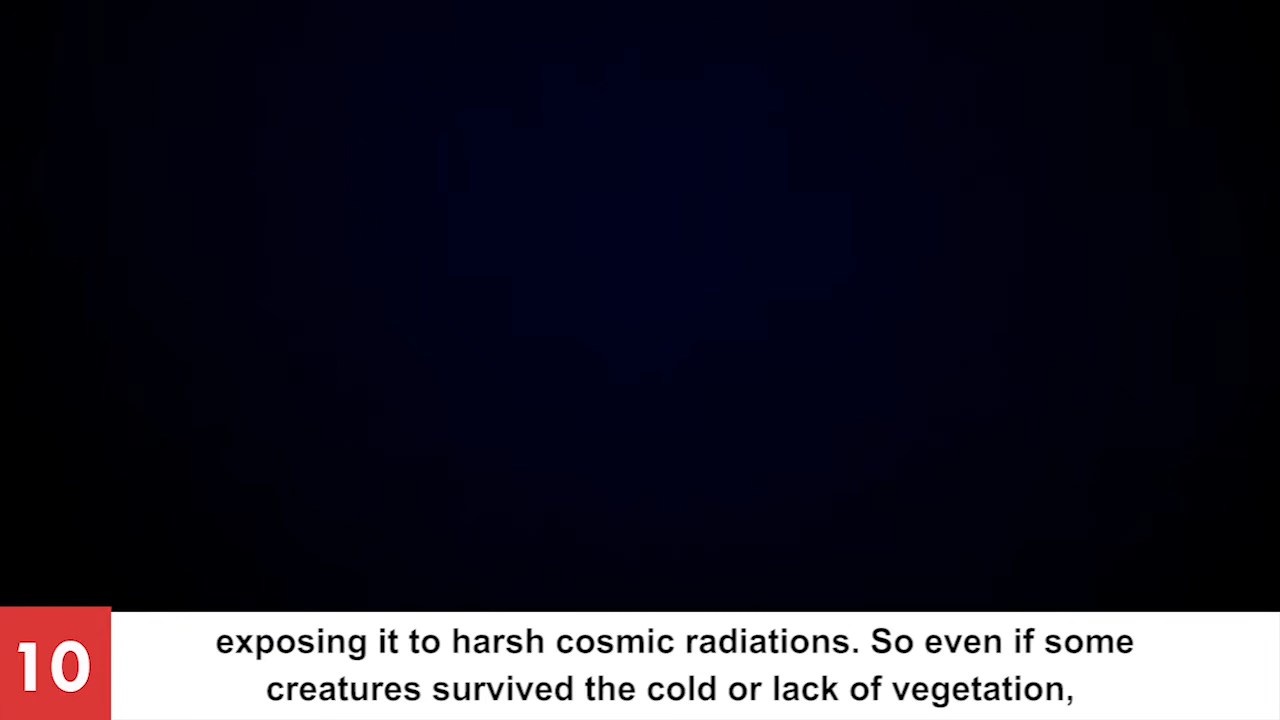 10
exposing it to harsh cosmic radiations. So even if some
creatures survived the cold or lack of vegetation,